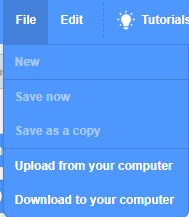 File Edit Tutorials
New
Save now
Save as a copy
Upload from your computer
Download to your computer